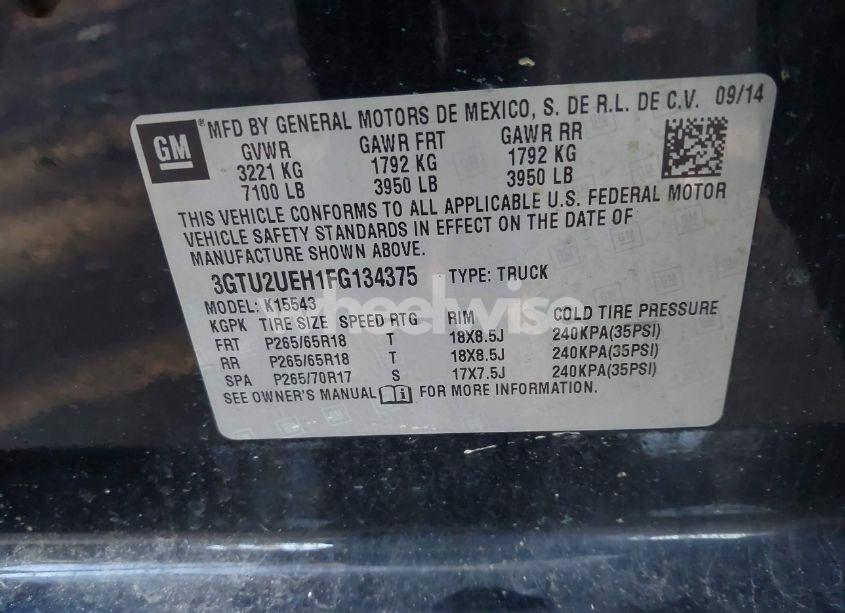 GM ® MFD BY GENERAL MOTORS DE MEXICO, S. DE R.L. DE C.V. 09/14
GVWR GAWR FRT GAWR RR
3221 KG 1792 KG 1792 KG
7100 LB 3950 LB 3950 LB
THIS VEHICLE CONFORMS TO ALL APPLICABLE U.S. FEDERAL MOTOR
VEHICLE SAFETY STANDARDS IN EFFECT ON THE DATE OF
MANUFACTURE SHOWN ABOVE.
3GTU2UEH1FG134375 TYPE: TRUCK
MODEL: K15543
wheelwise
KGPK TIRE SIZE SPEED RTG RIM COLD TIRE PRESSURE
FRT P265/65R18 T 18X8.5J 240KPA(35PSI)
RR P265/65R18 T 18X8.5J 240KPA(35PSI)
SPA P265/70R17 S 17X7.5J 240KPA(35PSI)
SEE OWNER'S MANUAL FOR MORE INFORMATION.